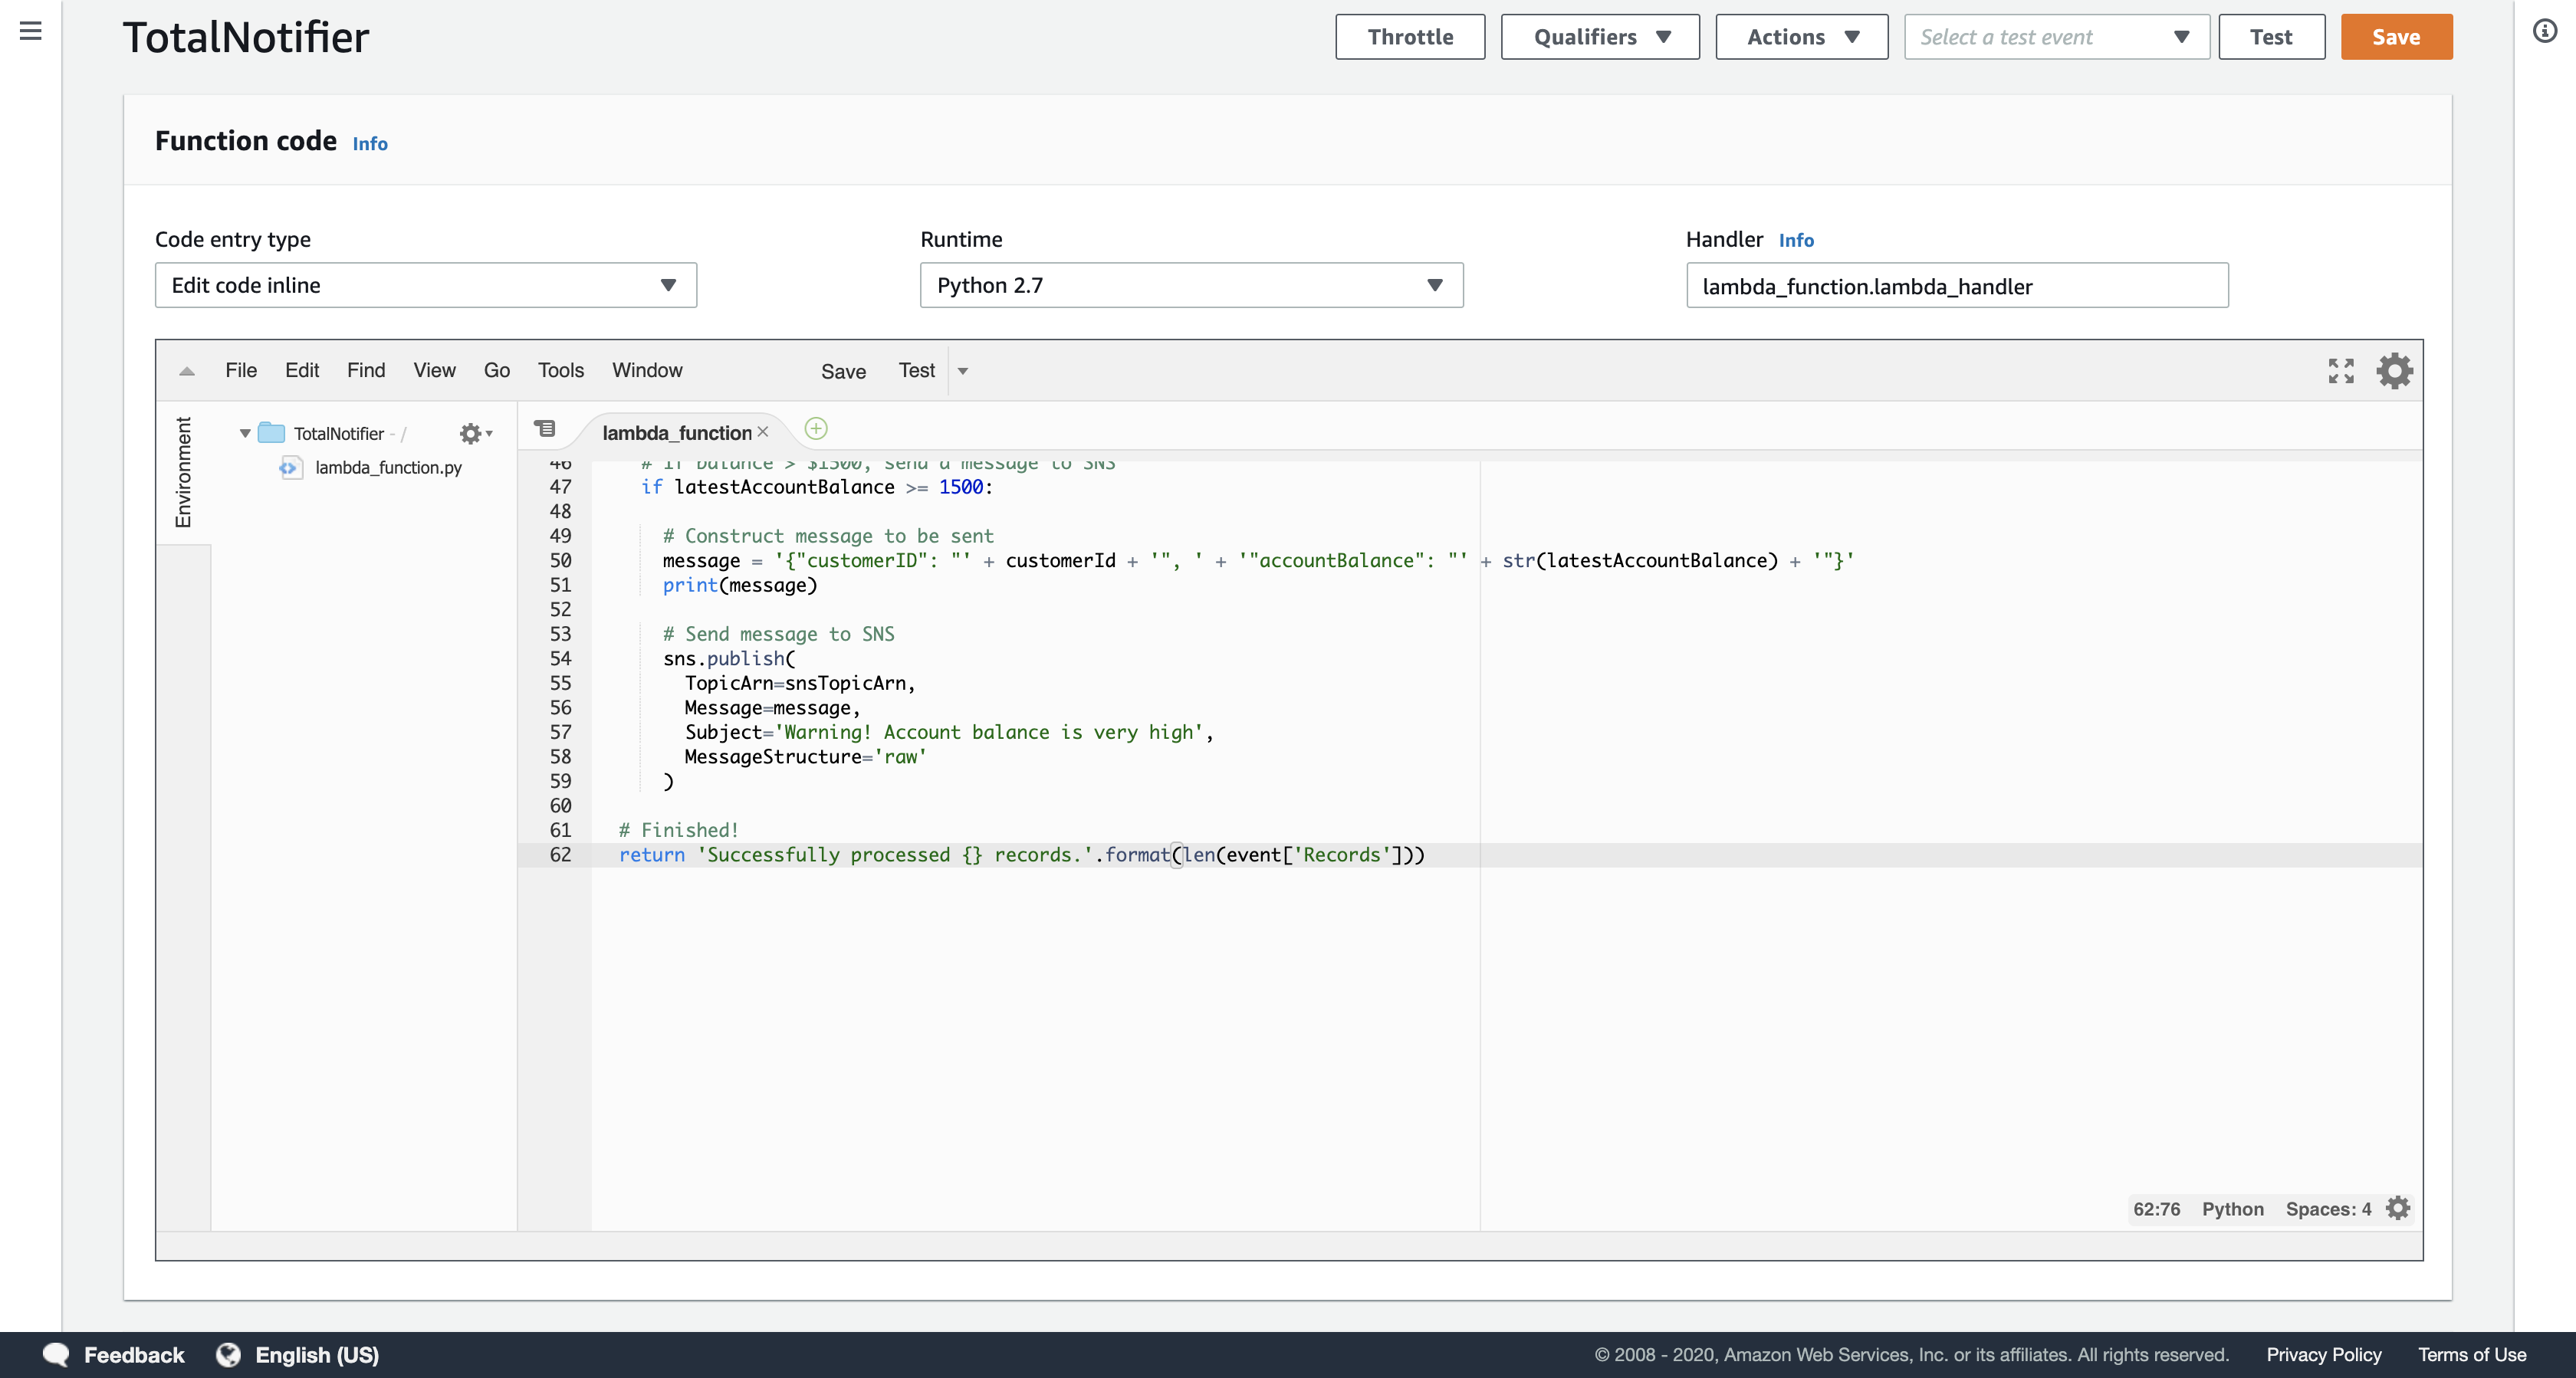 TotalNotifier
Throttle
Qualifiers
Actions
Select a test event
Test
Save
Function code Info
Code entry type
Edit code inline
Runtime
Python 2.7
Handler Info
lambda_function.lambda_handler
File Edit Find View Go Tools Window Save Test
Environment
TotalNotifier - /
lambda_function.py
lambda_function
46 # If balance > $1500, send a message to SNS
47 if latestAccountBalance >= 1500:
48
49 # Construct message to be sent
50 message = '{"customerID": "' + customerId + '", ' + '"accountBalance": "' + str(latestAccountBalance) + '"}'
51 print(message)
52
53 # Send message to SNS
54 sns.publish(
55 TopicArn=snsTopicArn,
56 Message=message,
57 Subject='Warning! Account balance is very high',
58 MessageStructure='raw'
59 )
60
61 # Finished!
62 return 'Successfully processed {} records.'.format(len(event['Records']))
62:76 Python Spaces: 4
Feedback English (US)
© 2008 - 2020, Amazon Web Services, Inc. or its affiliates. All rights reserved. Privacy Policy Terms of Use